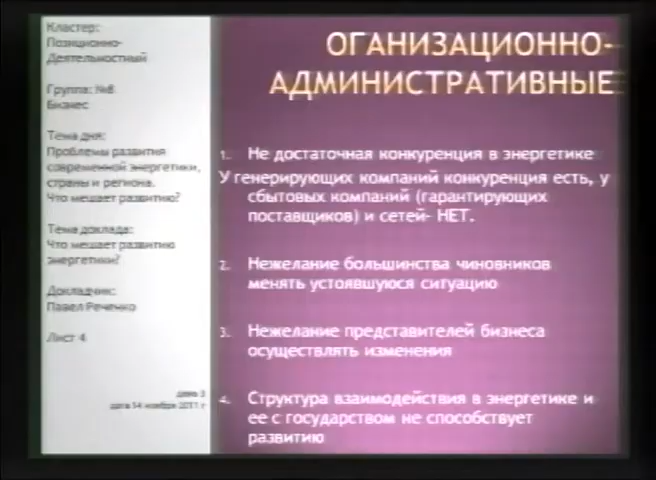 Кластер:
Позиционно-
Деятельностный
Группа: №8
Бизнес
Тема дня:
Проблемы развития
современной энергетики,
страны и региона.
Что мешает развитию?
Тема доклада:
Что мешает развитию
энергетики?
Докладчик:
Павел Реченко
Лист 4
день 3
дата 14 ноября 2011 г
ОГАНИЗАЦИОННО-
АДМИНИСТРАТИВНЫЕ
1. Не достаточная конкуренция в энергетике
У генерирующих компаний конкуренция есть, у
сбытовых компаний (гарантирующих
поставщиков) и сетей- НЕТ.
2. Нежелание большинства чиновников
менять устоявшуюся ситуацию
3. Нежелание представителей бизнеса
осуществлять изменения
4. Структура взаимодействия в энергетике и
ее с государством не способствует
развитию